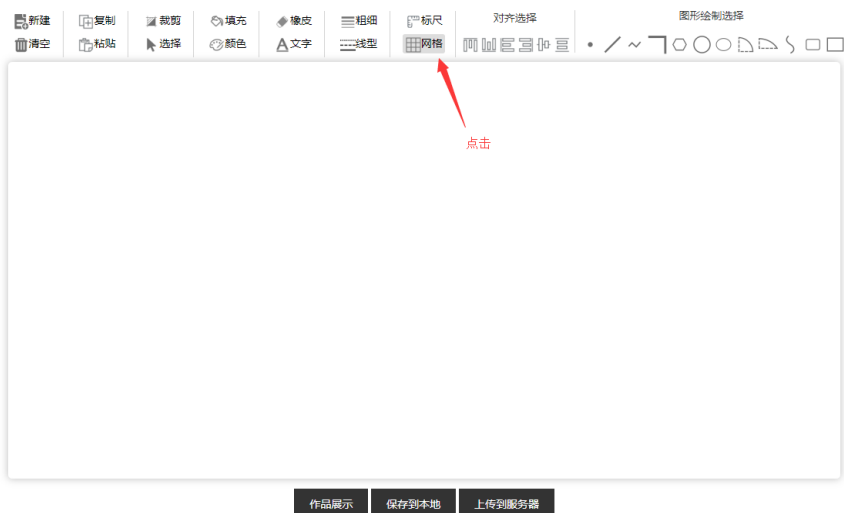 新建 复制 裁剪 填充 橡皮 粗细 标尺 对齐选择 图形绘制选择
清空 粘贴 选择 颜色 A文字 线型 网格
点击
作品展示 保存到本地 上传到服务器